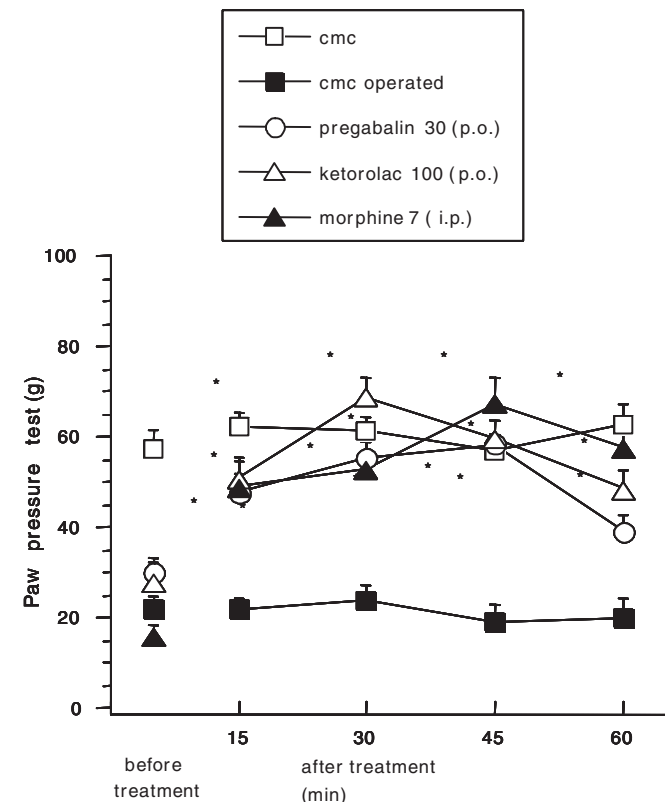 cmc
cmc operated
pregabalin 30 (p.o.)
ketorolac 100 (p.o.)
morphine 7 ( i.p.)
100
80
60
40
20
0
Paw pressure test (g)
15 30 45 60
before
treatment
after treatment
(min)